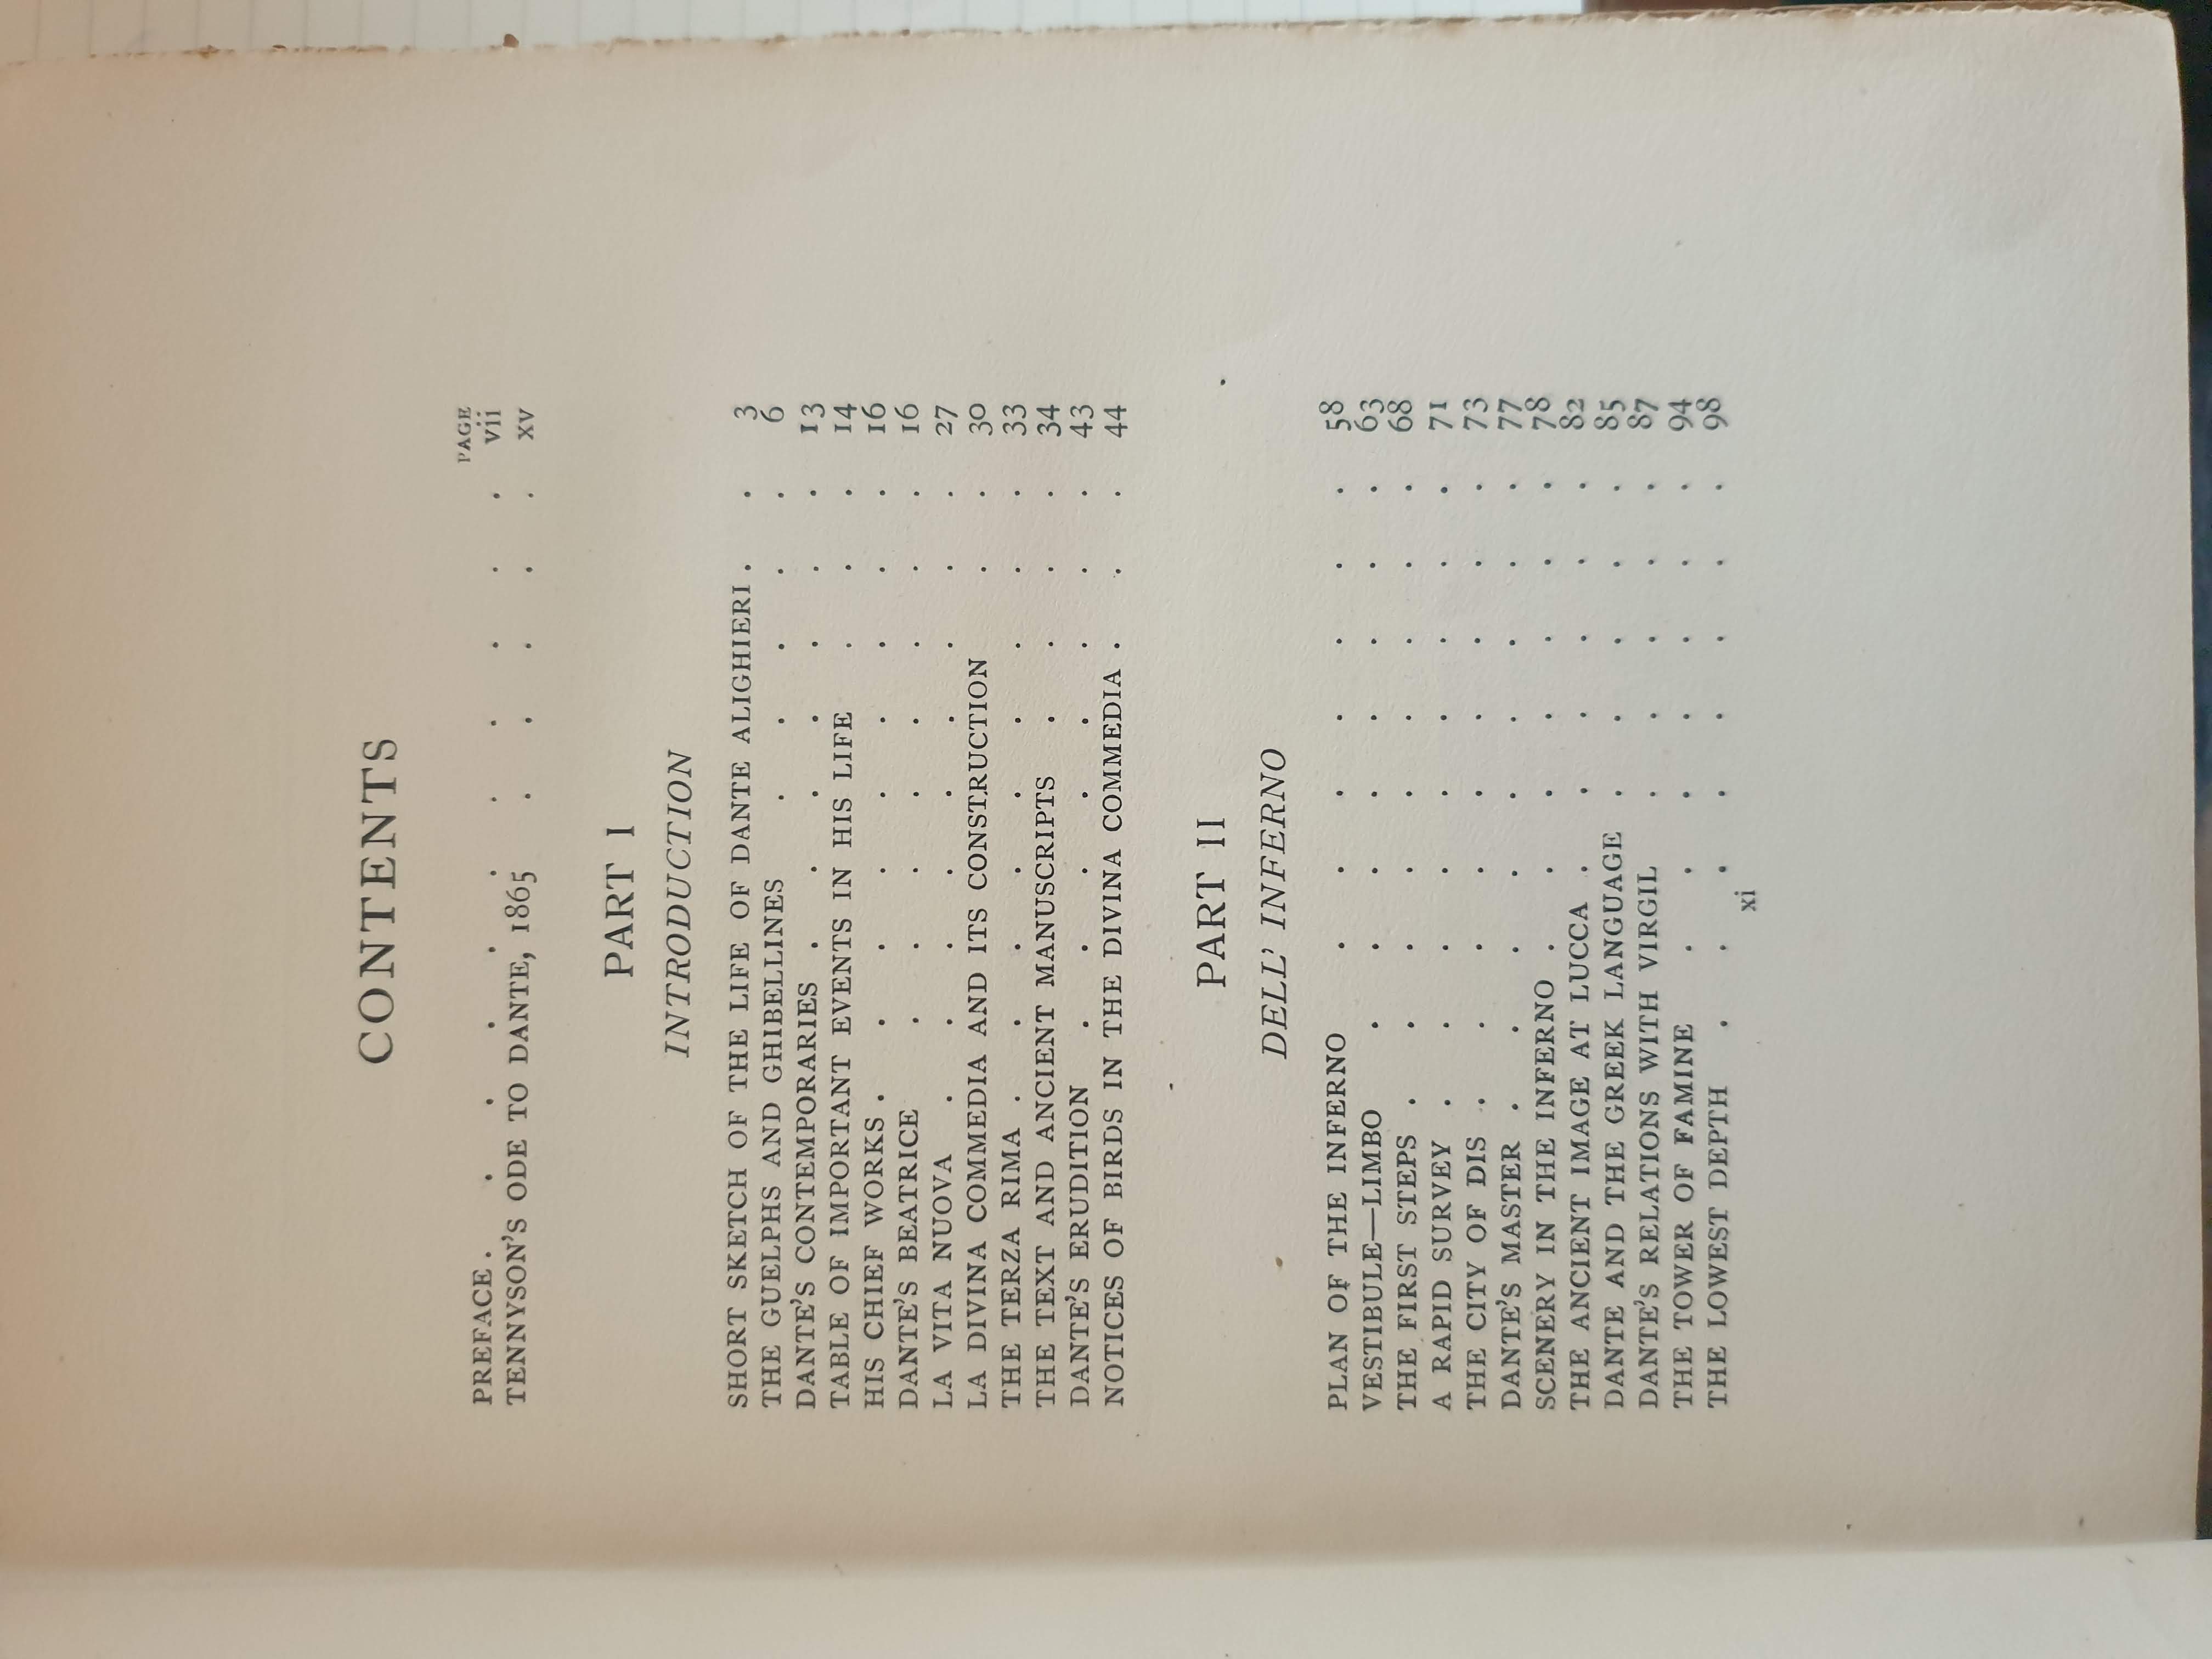 CONTENTS
PAGE
PREFACE . . . . . . . . . . . vii
TENNYSON'S ODE TO DANTE, 1865 . . . . . xv
PART I
INTRODUCTION
SHORT SKETCH OF THE LIFE OF DANTE ALIGHIERI . . 3
THE GUELPHS AND GHIBELLINES . . . . . 6
DANTE'S CONTEMPORARIES . . . . . . . 13
TABLE OF IMPORTANT EVENTS IN HIS LIFE . . . 14
HIS CHIEF WORKS . . . . . . . . . 16
DANTE'S BEATRICE . . . . . . . . 16
LA VITA NUOVA . . . . . . . . . 27
LA DIVINA COMMEDIA AND ITS CONSTRUCTION . . 30
THE TERZA RIMA . . . . . . . . . 33
THE TEXT AND ANCIENT MANUSCRIPTS . . . . 34
DANTE'S ERUDITION . . . . . . . . 43
NOTICES OF BIRDS IN THE DIVINA COMMEDIA . . . 44
PART II
DELL' INFERNO
PLAN OF THE INFERNO . . . . . . . 58
VESTIBULE—LIMBO . . . . . . . . 63
THE FIRST STEPS . . . . . . . . . 68
A RAPID SURVEY . . . . . . . . . 71
THE CITY OF DIS . . . . . . . . . 73
DANTE'S MASTER . . . . . . . . . 77
SCENERY IN THE INFERNO . . . . . . . 78
THE ANCIENT IMAGE AT LUCCA . . . . . . 82
DANTE AND THE GREEK LANGUAGE . . . . . 85
DANTE'S RELATIONS WITH VIRGIL . . . . . 87
THE TOWER OF FAMINE . . . . . . . 94
THE LOWEST DEPTH . . . . . . . . 98
xi